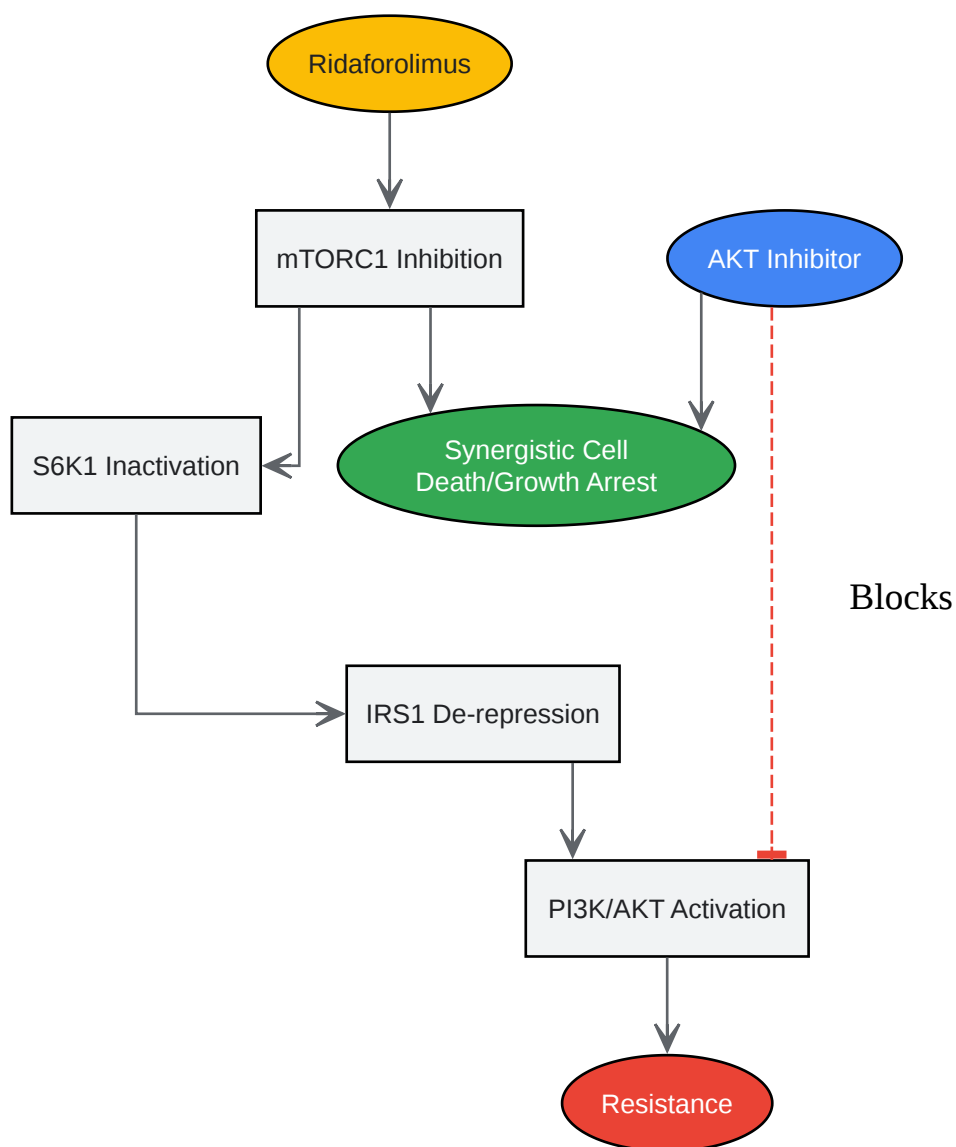 Ridaforolimus
mTORC1 Inhibition
AKT Inhibitor
S6K1 Inactivation
Synergistic Cell
Death/Growth Arrest
Blocks
IRS1 De-repression
PI3K/AKT Activation
Resistance